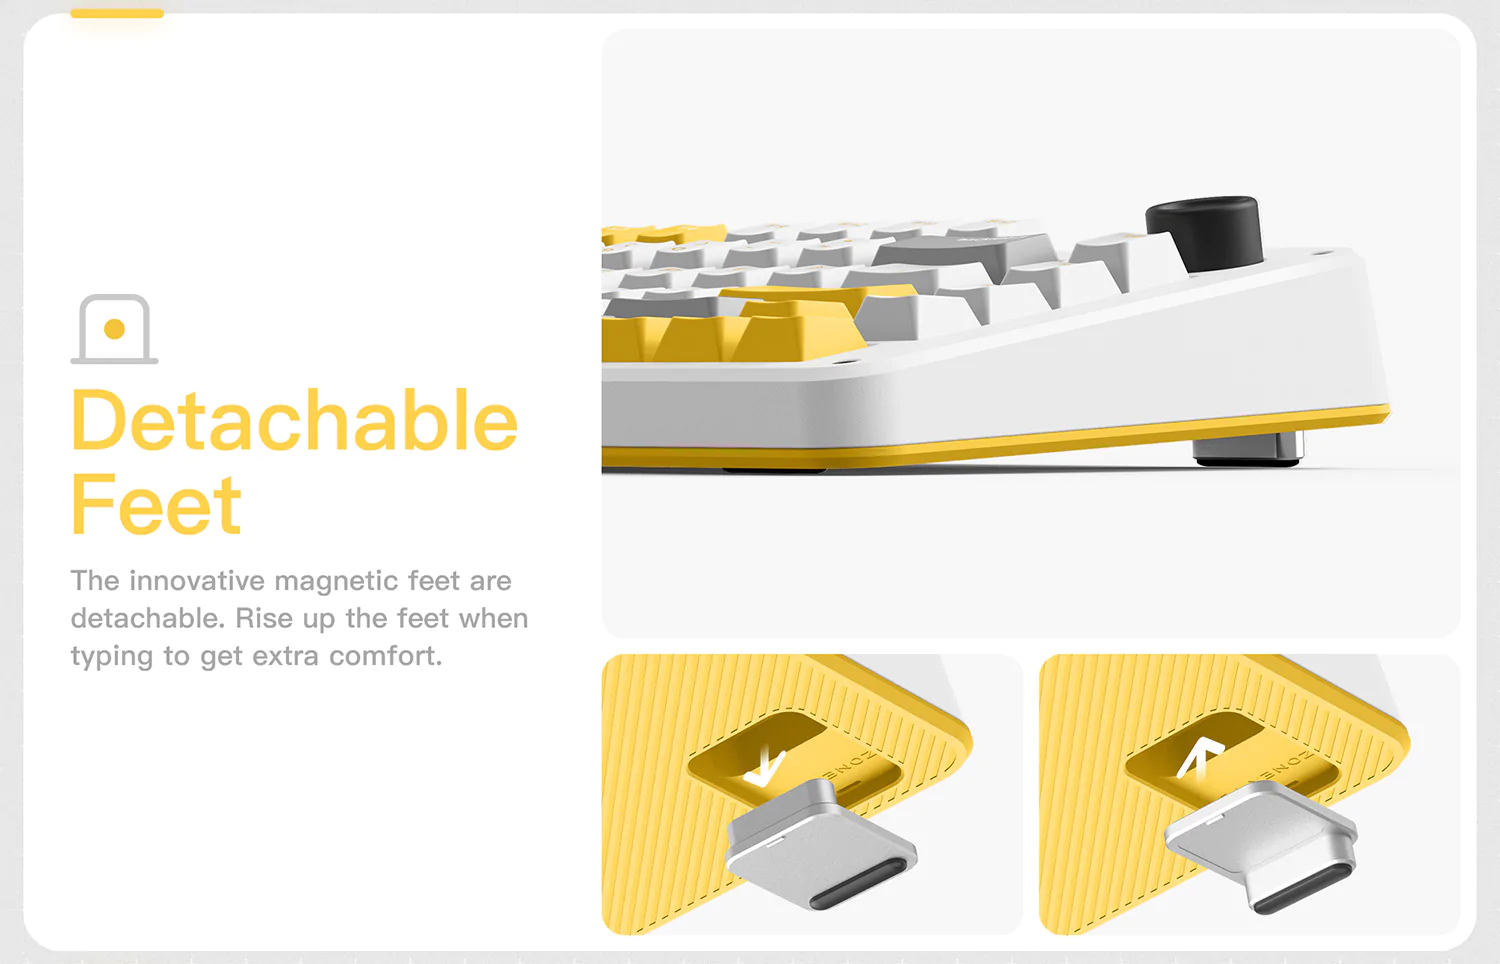 Detachable
Feet
The innovative magnetic feet are
detachable. Rise up the feet when
typing to get extra comfort.
ZONE
ZONE